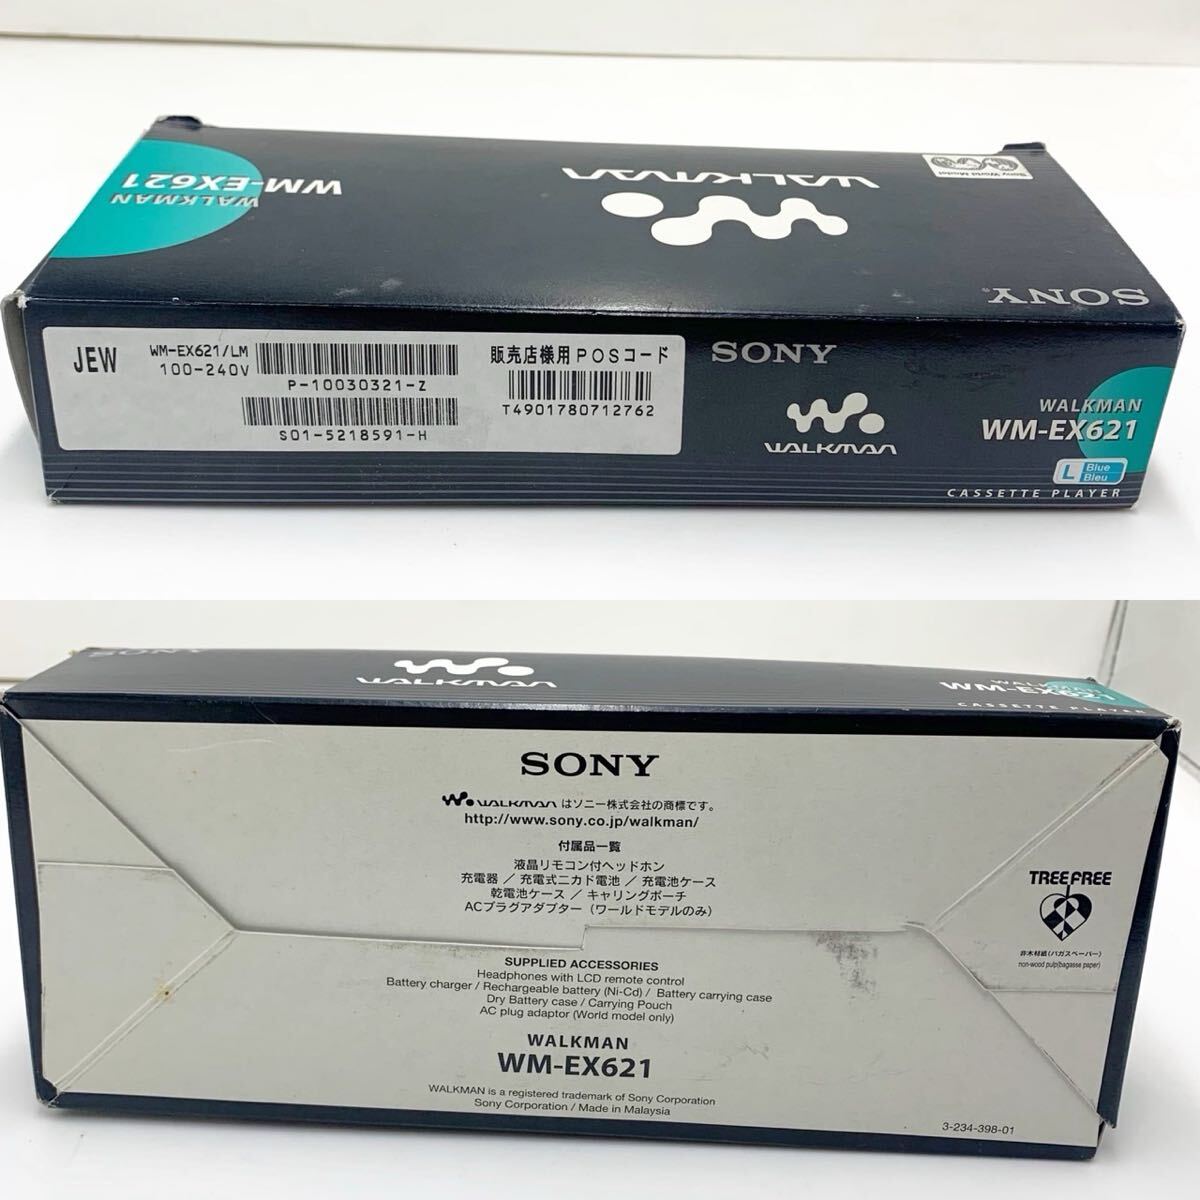 WALKMAN
WM-EX621
WALKMAN
Sony World Model
SONY®
JEW
WM-EX621/LM
100-240V
P-10030321-Z
S01-5218591-H
販売店様用POSコード
T4901780712762
SONY
WALKMAN
WALKMAN
WM-EX621
L Blue
Bleu
CASSETTE PLAYER
SONY
WALKMAN
WALKMAN
WM-EX621
CASSETTE PLAYER
SONY
WALKMAN はソニー株式会社の商標です。
http://www.sony.co.jp/walkman/
付属品一覧
液晶リモコン付ヘッドホン
充電器 / 充電式ニカド電池 / 充電池ケース
乾電池ケース / キャリングポーチ
ACプラグアダプター (ワールドモデルのみ)
SUPPLIED ACCESSORIES
Headphones with LCD remote control
Battery charger / Rechargeable battery (Ni-Cd) / Battery carrying case
Dry Battery case / Carrying Pouch
AC plug adaptor (World model only)
WALKMAN
WM-EX621
WALKMAN is a registered trademark of Sony Corporation
Sony Corporation / Made in Malaysia
TREE FREE
非木材紙(バガスペーパー)
non-wood pulp(bagasse paper)
3-234-398-01